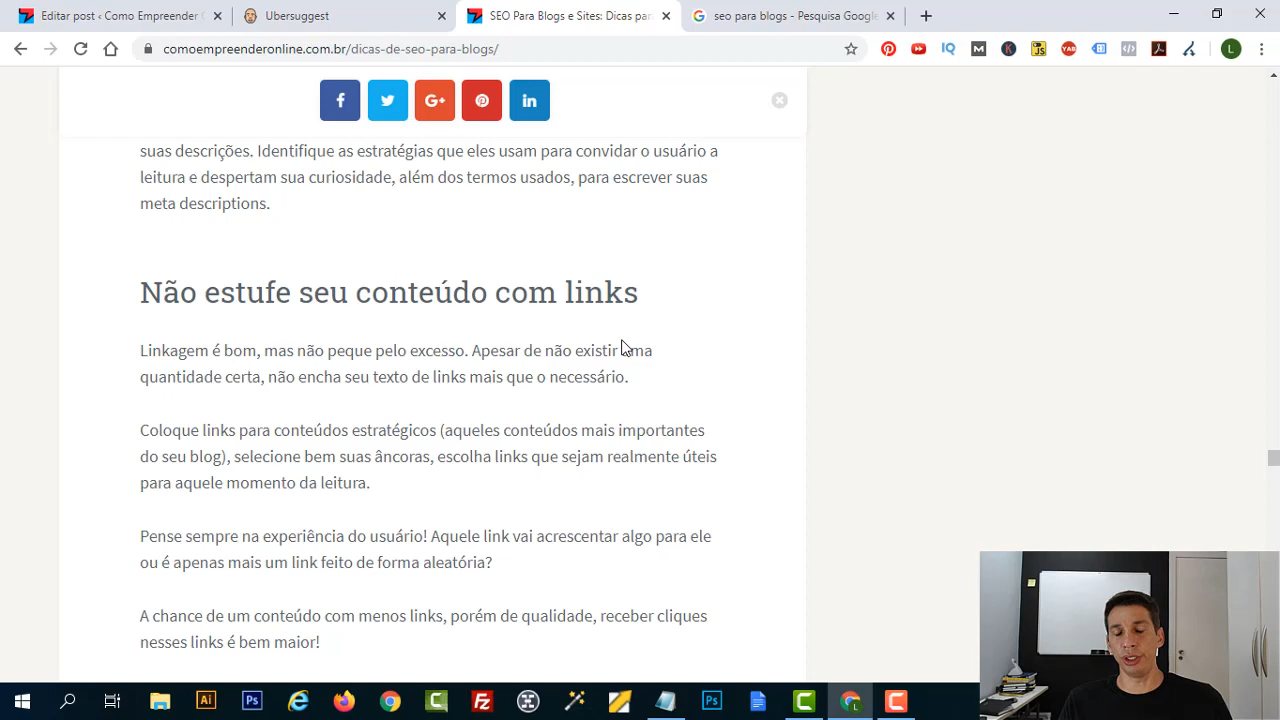 Editar post ‹ Como Empreender C
Ubersuggest
SEO Para Blogs e Sites: Dicas par
seo para blogs - Pesquisa Google
comoempreenderonline.com.br/dicas-de-seo-para-blogs/
suas descrições. Identifique as estratégias que eles usam para convidar o usuário a
leitura e despertam sua curiosidade, além dos termos usados, para escrever suas
meta descriptions.
Não estufe seu conteúdo com links
Linkagem é bom, mas não peque pelo excesso. Apesar de não existir uma
quantidade certa, não encha seu texto de links mais que o necessário.
Coloque links para conteúdos estratégicos (aqueles conteúdos mais importantes
do seu blog), selecione bem suas âncoras, escolha links que sejam realmente úteis
para aquele momento da leitura.
Pense sempre na experiência do usuário! Aquele link vai acrescentar algo para ele
ou é apenas mais um link feito de forma aleatória?
A chance de um conteúdo com menos links, porém de qualidade, receber cliques
nesses links é bem maior!